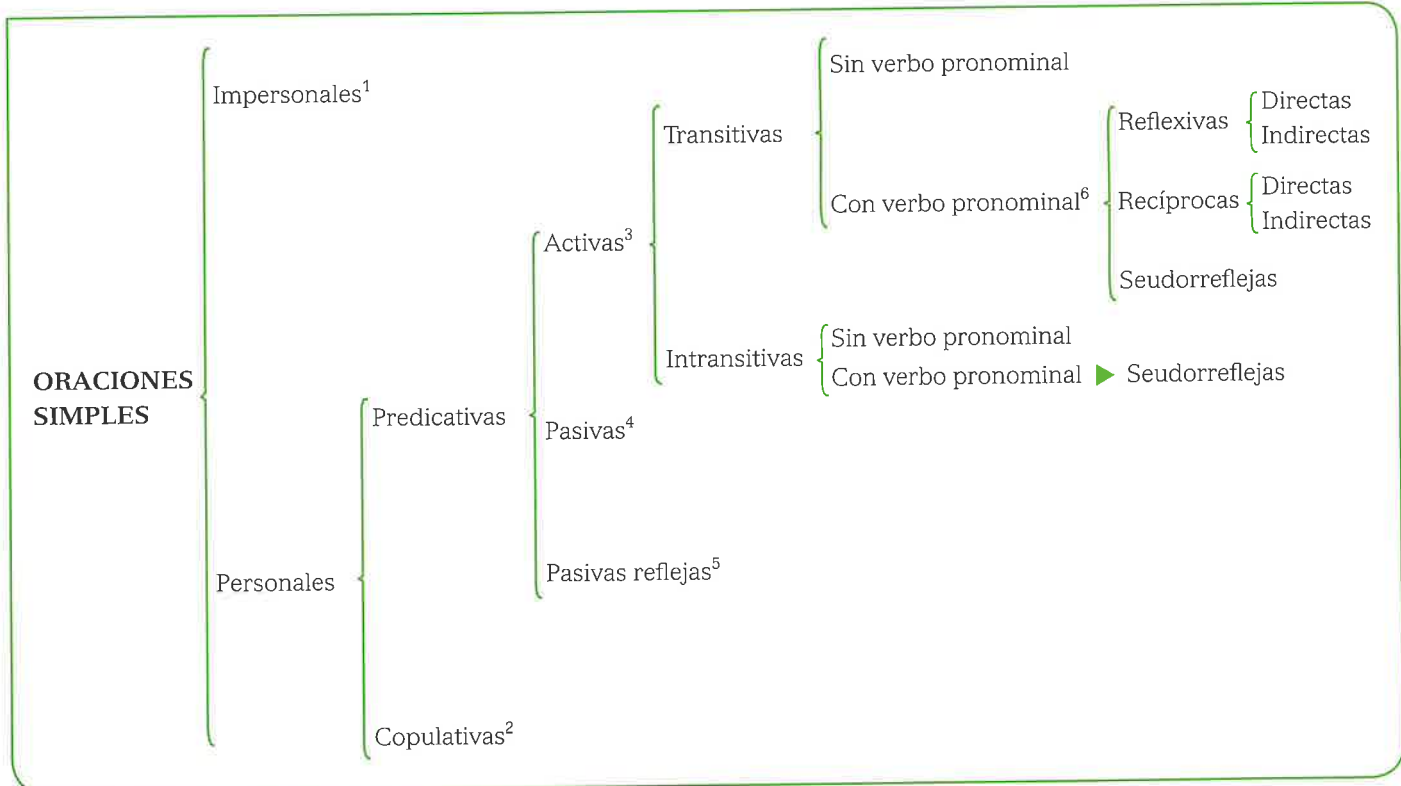 ORACIONES
SIMPLES
Impersonales¹
Personales
Predicativas
Copulativas²
Activas³
Pasivas⁴
Pasivas reflejas⁵
Transitivas
Intransitivas
Sin verbo pronominal
Con verbo pronominal⁶
Reflexivas
Directas
Indirectas
Recíprocas
Directas
Indirectas
Seudorreflejas
Sin verbo pronominal
Con verbo pronominal ▶ Seudorreflejas